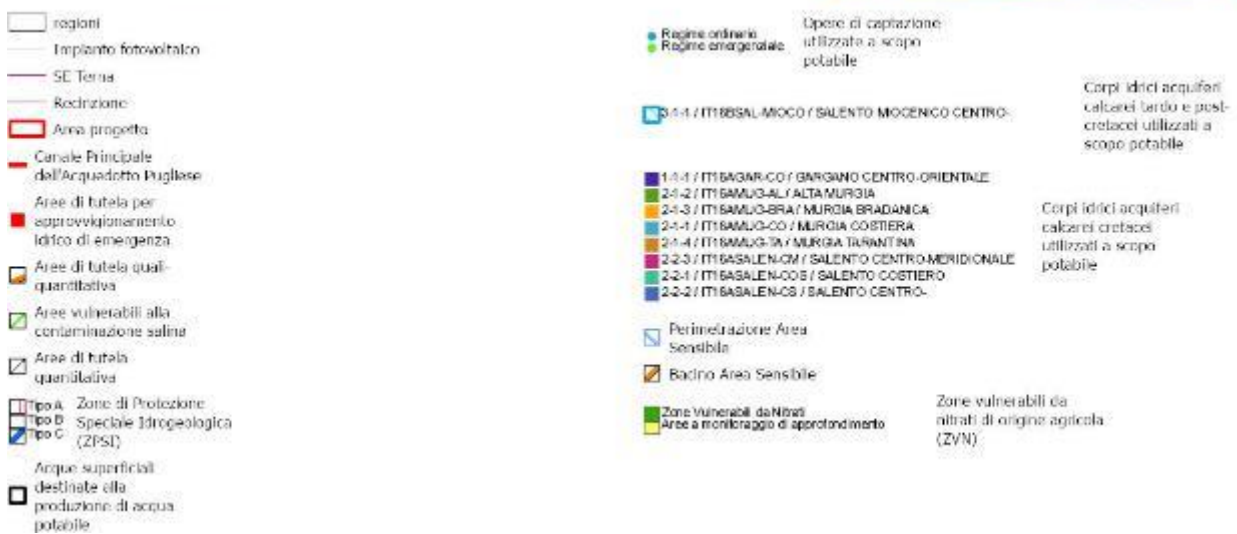 regioni
Impianto fotovoltaico
SE Terna
Recinzione
Area progetto
Canale Principale
dell'Acquedotto Pugliese
Aree di tutela per
approvvigionamento
idrico di emergenza
Aree di tutela quali-
quantitativa
Aree vulnerabili alla
contaminazione salina
Aree di tutela
quantitativa
Tipo A
Tipo B
Tipo C
Zone di Protezione
Speciale Idrogeologica
(ZPSI)
Acque superficiali
destinate alla
produzione di acqua
potabile
Regime ordinario
Regime emergenziale
Opere di captazione
utilizzate a scopo
potabile
3-1-1 / IT16BSAL-MIOCO / SALENTO MIOCENICO CENTRO-
Corpi idrici acquiferi
calcarei tardo e post-
cretacei utilizzati a
scopo potabile
1-1-1 / IT16AGAR-CO / GARGANO CENTRO-ORIENTALE
2-1-2 / IT16AMUG-AL / ALTA MURGIA
2-1-3 / IT16AMUG-BRA / MURGIA BRADANICA
2-1-1 / IT16AMUG-CO / MURGIA COSTIERA
2-1-4 / IT16AMUG-TA / MURGIA TARANTINA
2-2-3 / IT16ASALEN-CM / SALENTO CENTRO-MERIDIONALE
2-2-1 / IT16ASALEN-COS / SALENTO COSTIERO
2-2-2 / IT16ASALEN-CS / SALENTO CENTRO-
Corpi idrici acquiferi
calcarei cretacei
utilizzati a scopo
potabile
Perimetrazione Area
Sensibile
Bacino Area Sensibile
Zone Vulnerabili da Nitrati
Aree a monitoraggio di approfondimento
Zone vulnerabili da
nitrati di origine agricola
(ZVN)